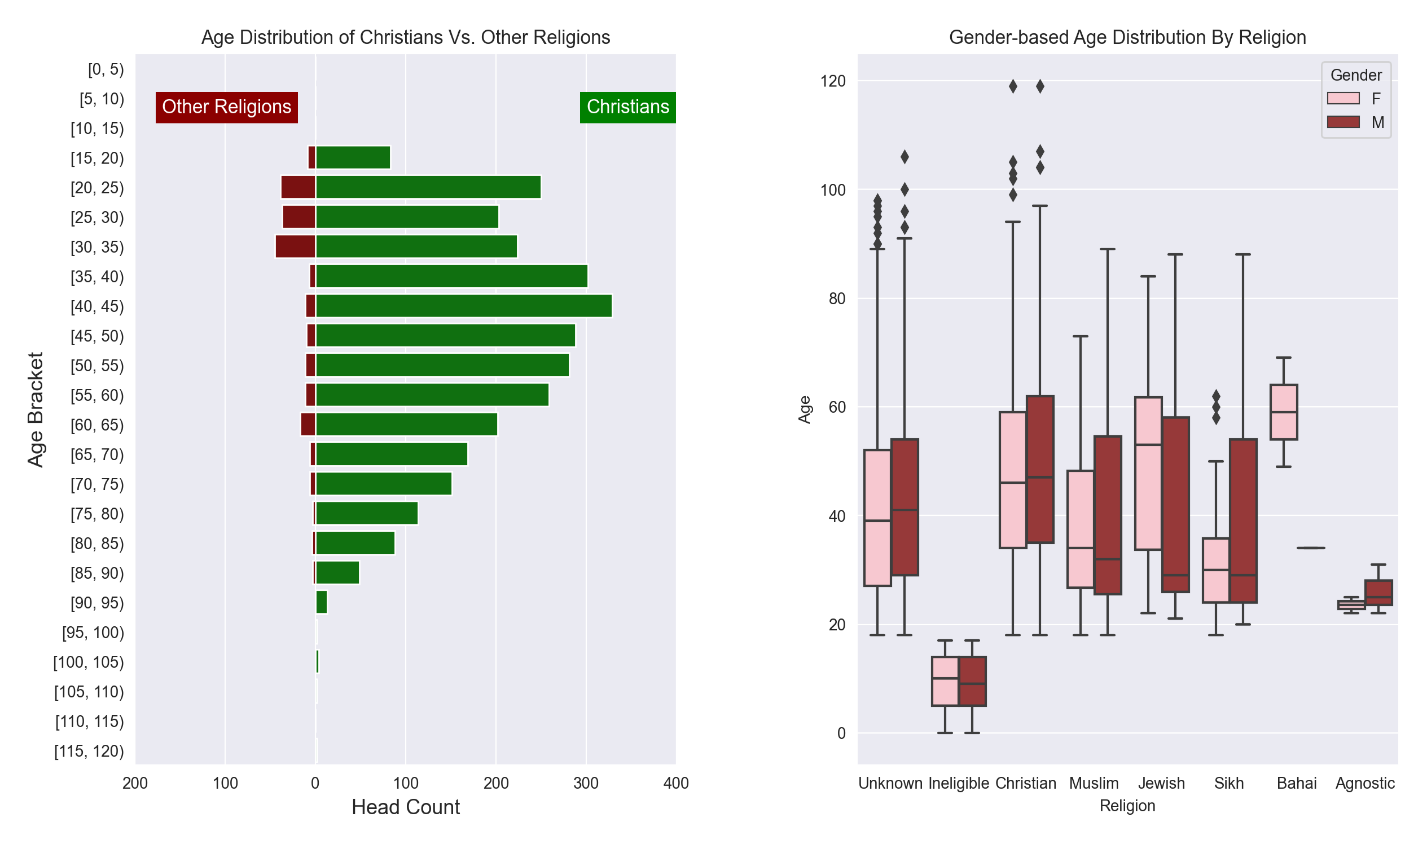 Age Distribution of Christians Vs. Other Religions
[0, 5)
[5, 10)
[10, 15)
[15, 20)
[20, 25)
[25, 30)
[30, 35)
[35, 40)
[40, 45)
[45, 50)
[50, 55)
[55, 60)
[60, 65)
[65, 70)
[70, 75)
[75, 80)
[80, 85)
[85, 90)
[90, 95)
[95, 100)
[100, 105)
[105, 110)
[110, 115)
[115, 120)
Age Bracket
Other Religions
Christians
200 100 0 100 200 300 400
Head Count
Gender-based Age Distribution By Religion
Gender
F
M
120
100
80
60
40
20
0
Age
Unknown Ineligible Christian Muslim Jewish Sikh Bahai Agnostic
Religion